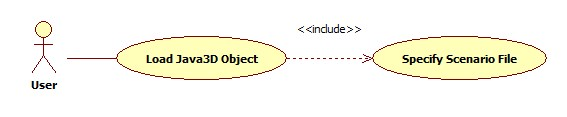 <<include>>
Load Java3D Object
Specify Scenario File
User